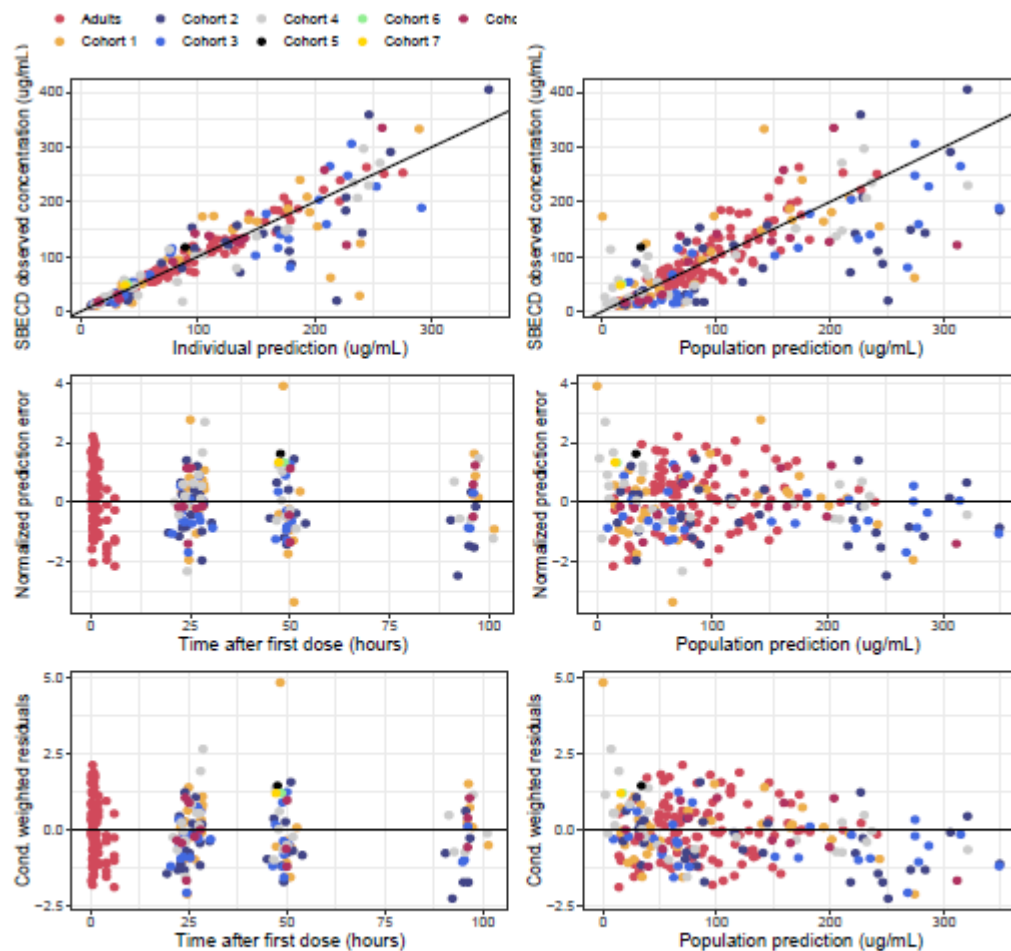 Adults Cohort 2 Cohort 4 Cohort 6 Coho
Cohort 1 Cohort 3 Cohort 5 Cohort 7
SBECD observed concentration (ug/mL)
400
300
200
100
0
0 100 200 300
Individual prediction (ug/mL)
SBECD observed concentration (ug/mL)
400
300
200
100
0
0 100 200 300
Population prediction (ug/mL)
Normalized prediction error
4
2
0
-2
0 25 50 75 100
Time after first dose (hours)
Normalized prediction error
4
2
0
-2
0 100 200 300
Population prediction (ug/mL)
Cond. weighted residuals
5.0
2.5
0.0
-2.5
0 25 50 75 100
Time after first dose (hours)
Cond. weighted residuals
5.0
2.5
0.0
-2.5
0 100 200 300
Population prediction (ug/mL)